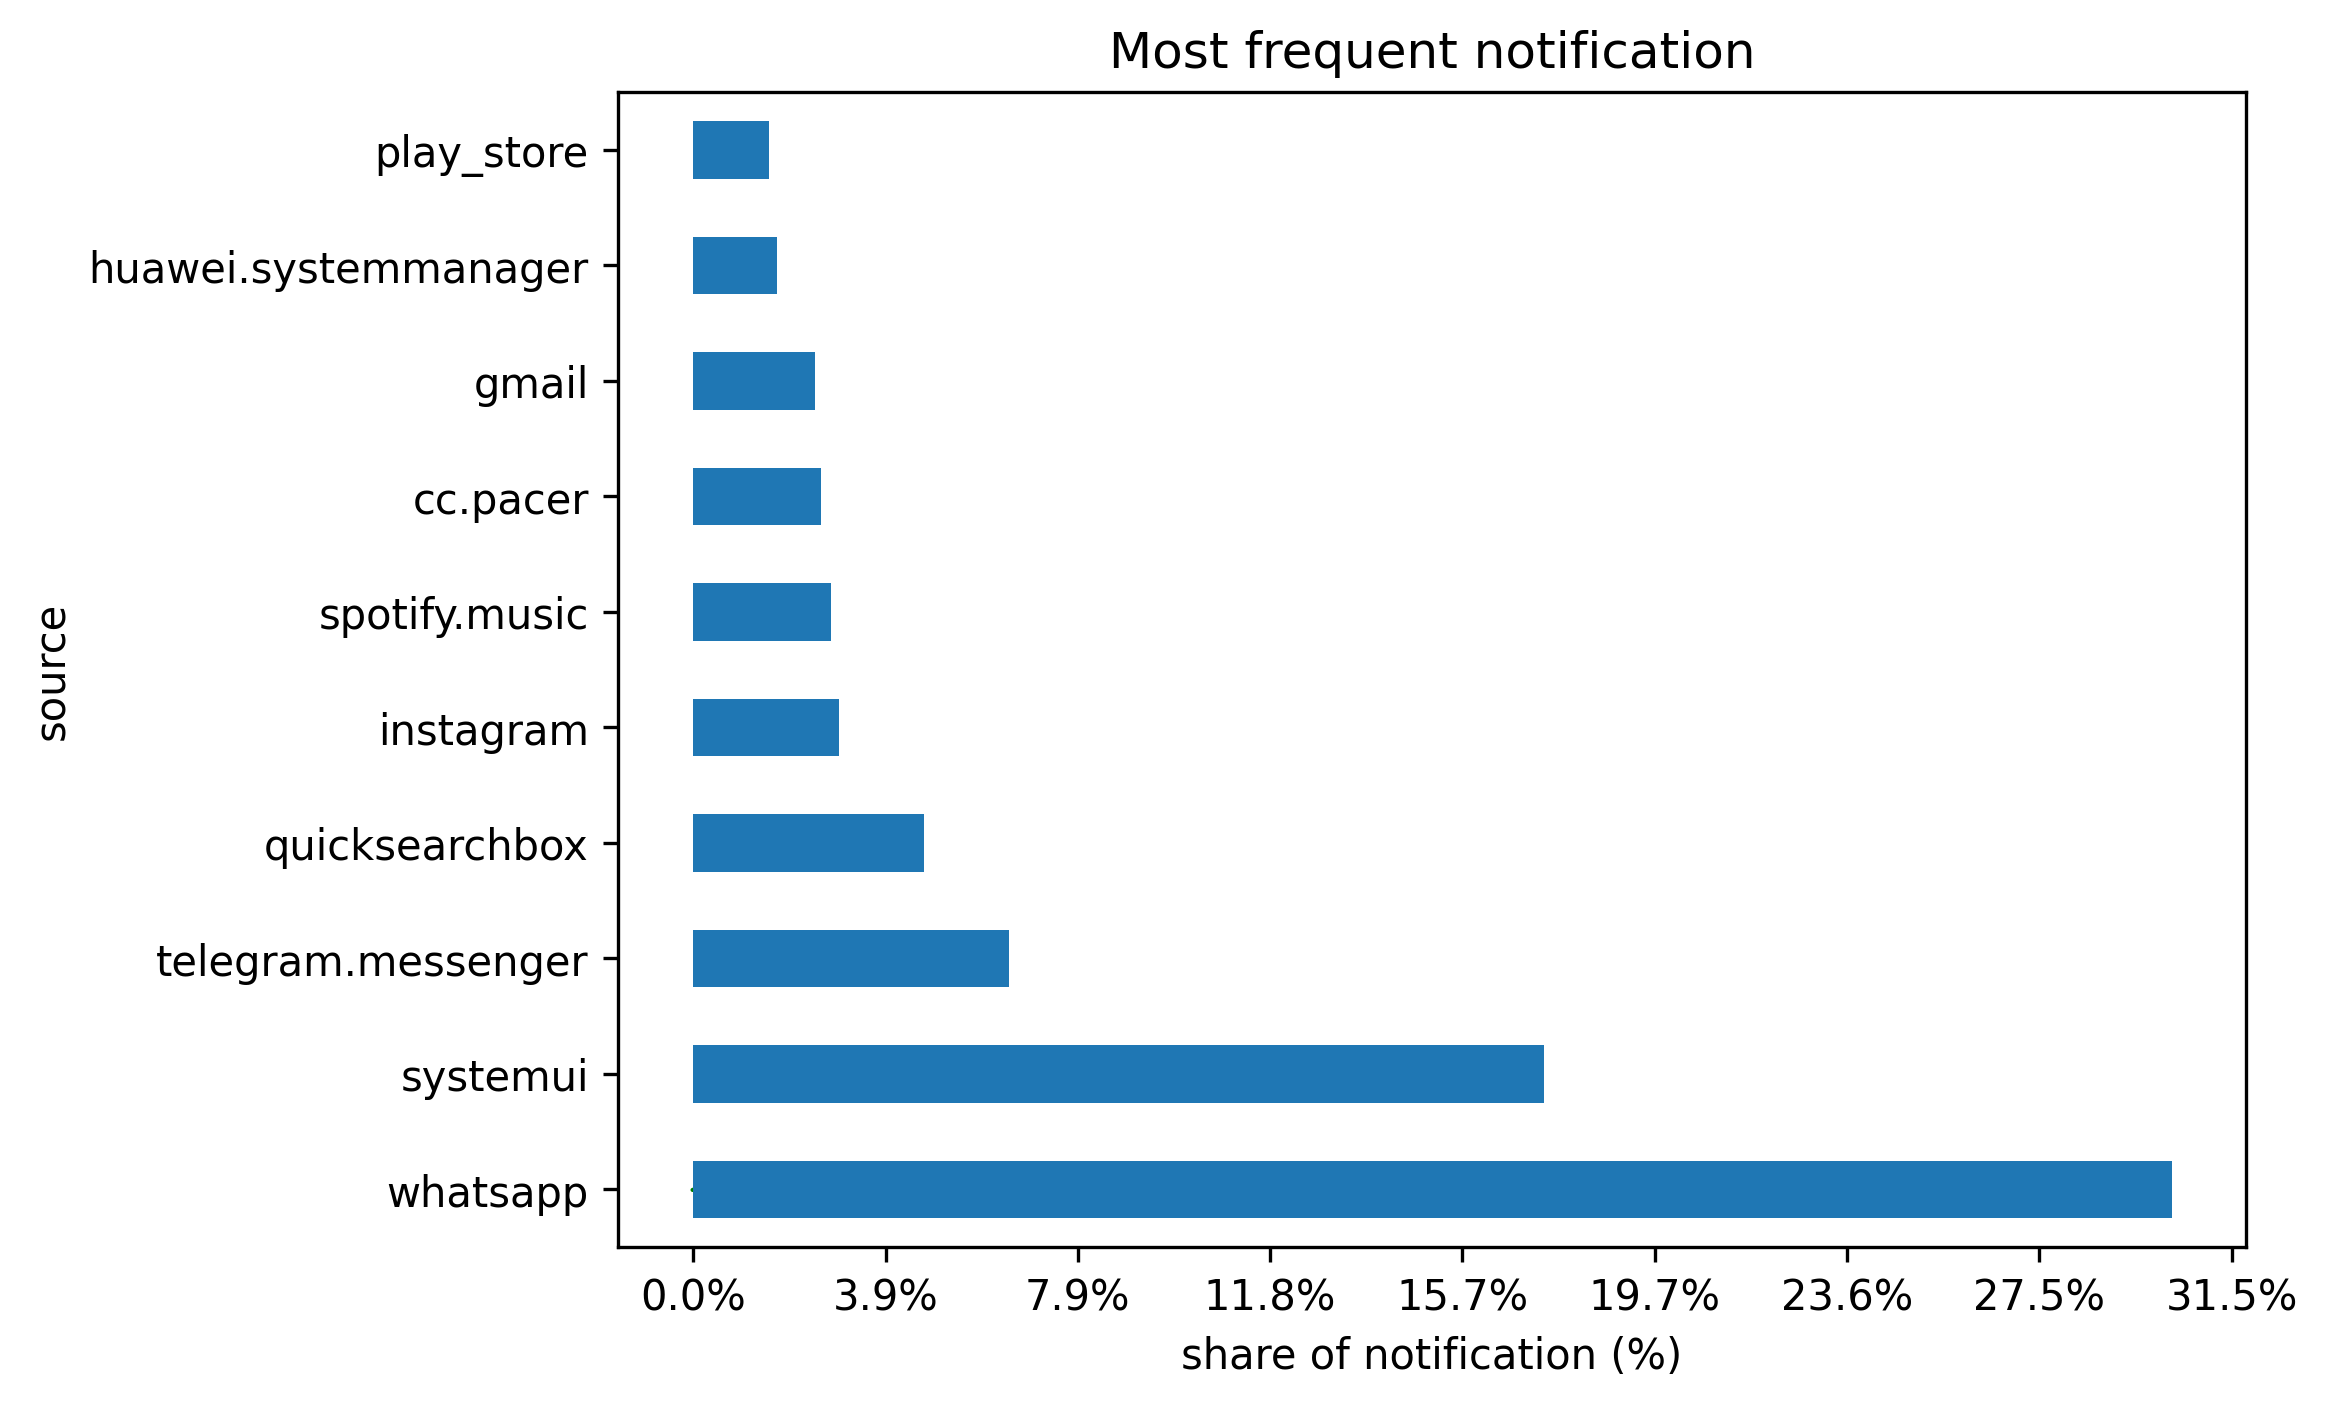 Most frequent notification
play_store
huawei.systemmanager
gmail
cc.pacer
spotify.music
instagram
quicksearchbox
telegram.messenger
systemui
whatsapp
source
0.0% 3.9% 7.9% 11.8% 15.7% 19.7% 23.6% 27.5% 31.5%
share of notification (%)